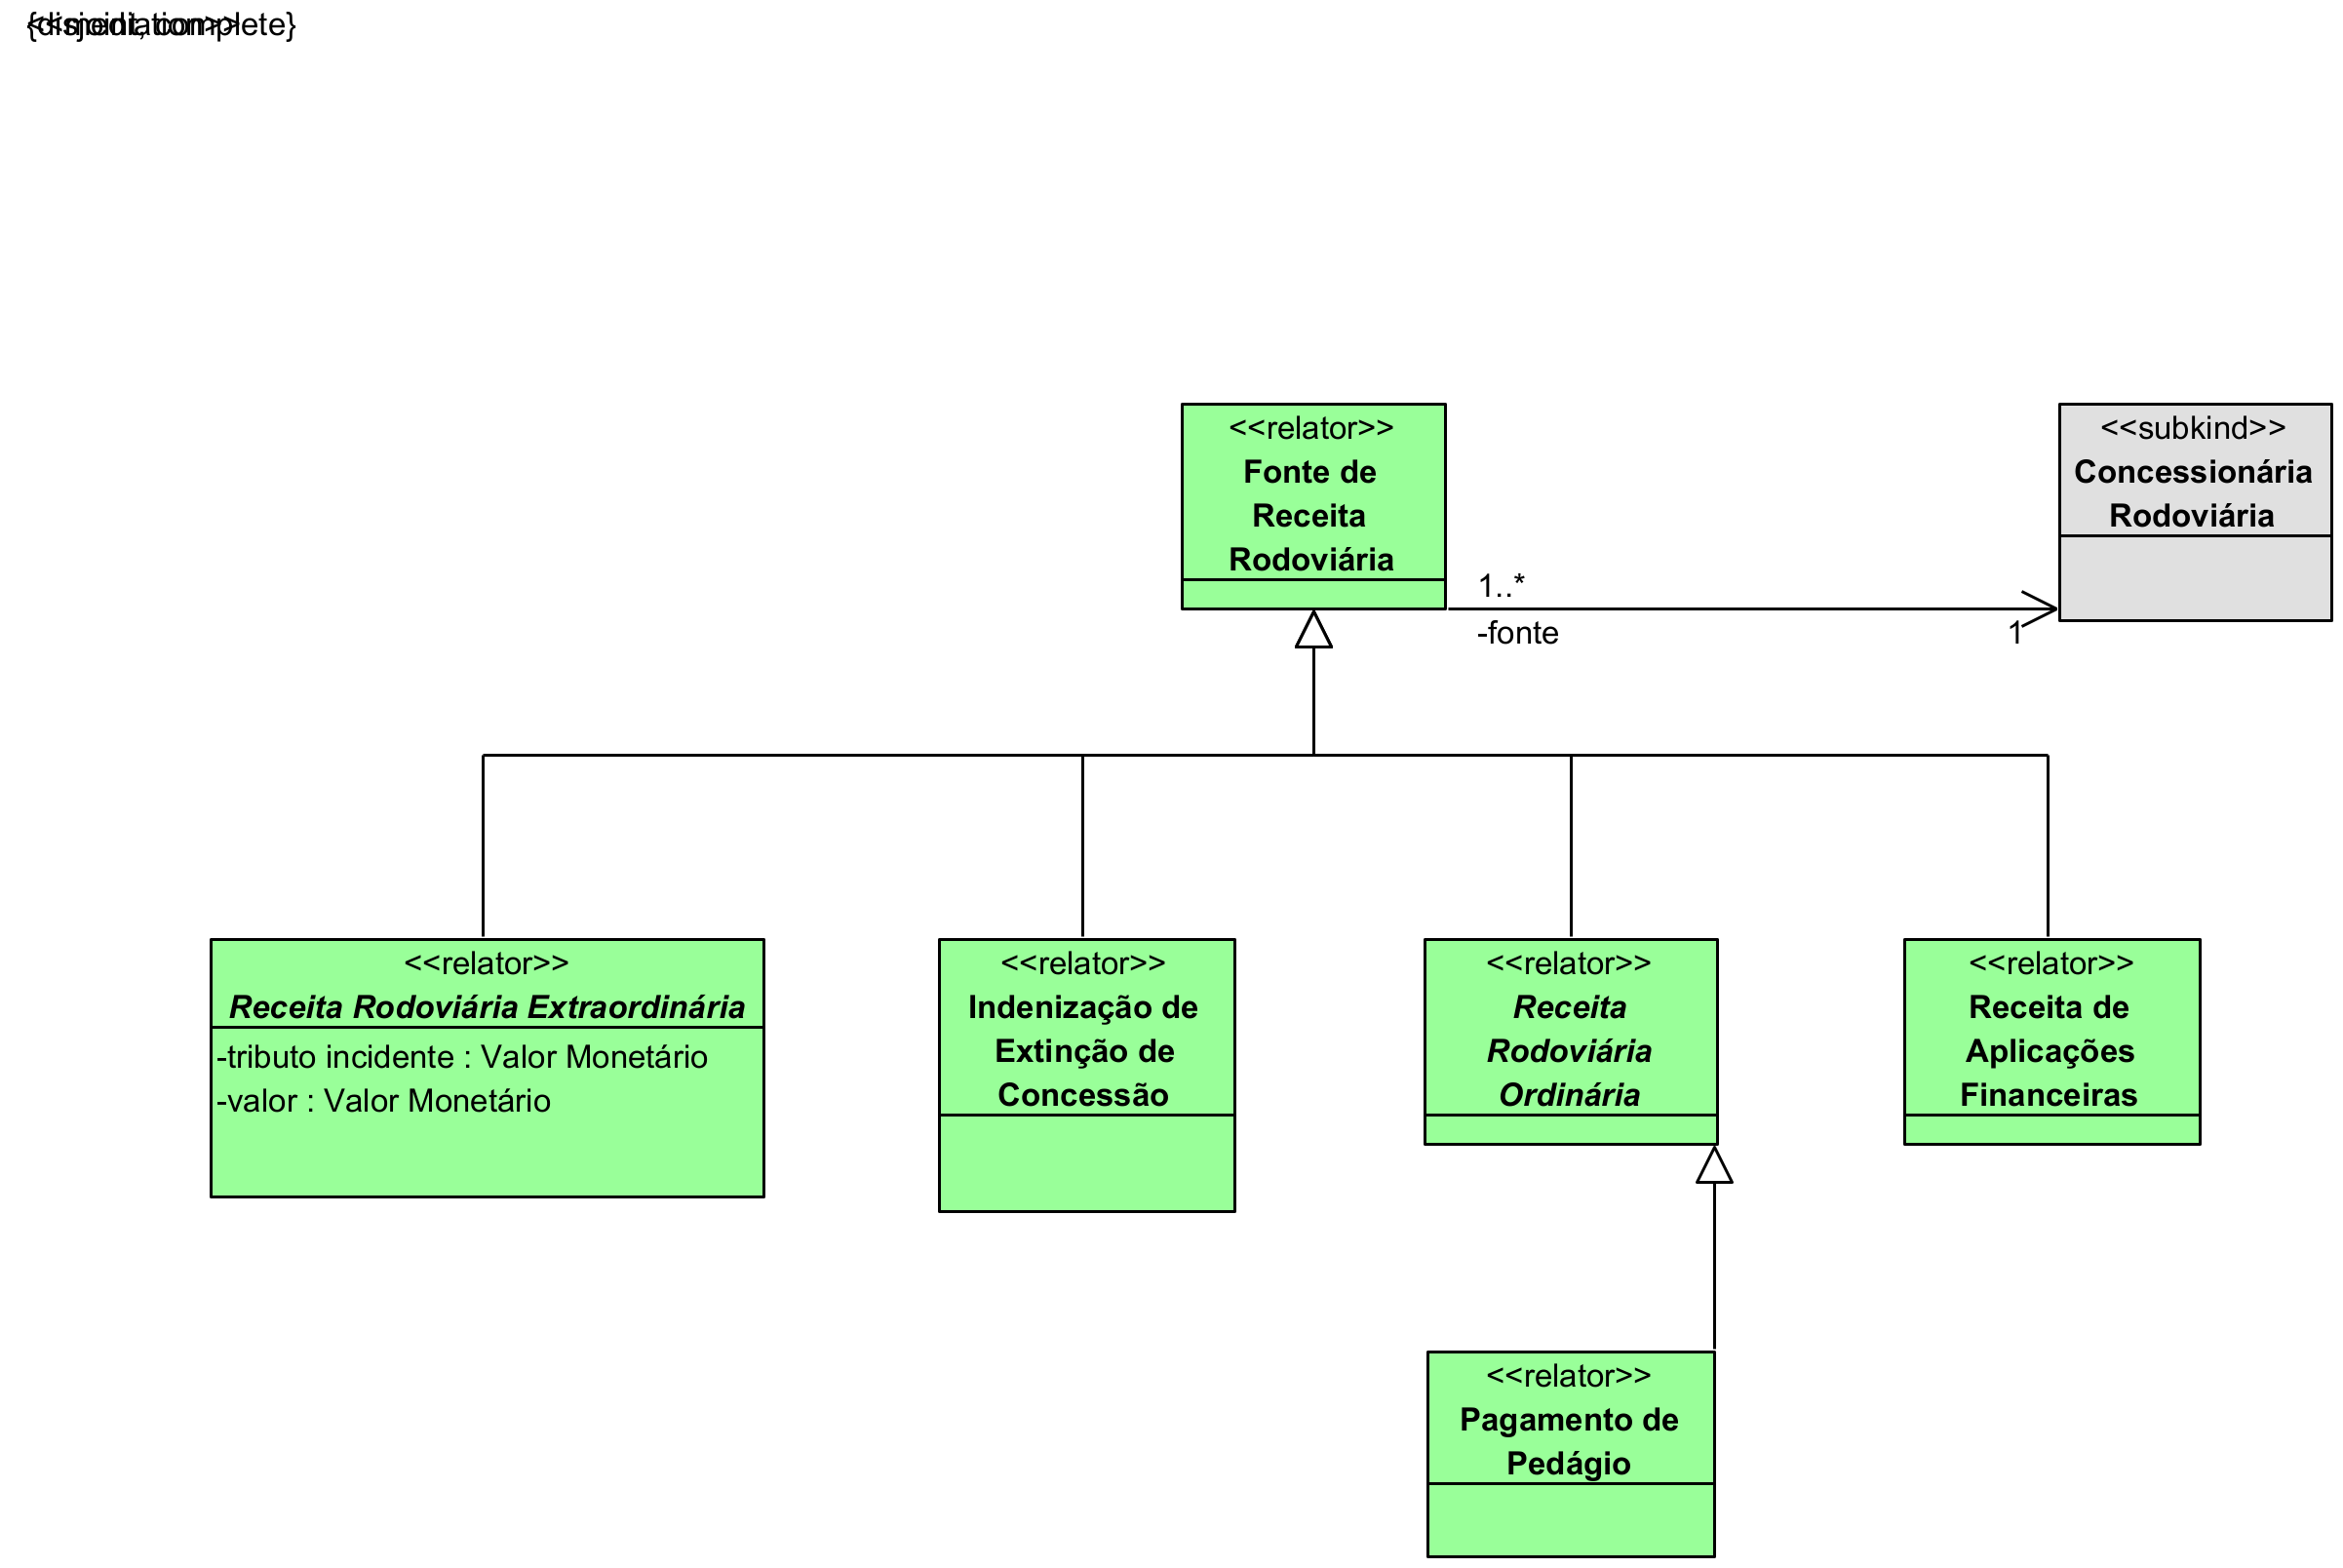 {disjoint, complete}
<<mediation>>
<<relator>>
Fonte de
Receita
Rodoviária
<<subkind>>
Concessionária
Rodoviária
1..*
-fonte
1
<<relator>>
Receita Rodoviária Extraordinária
-tributo incidente : Valor Monetário
-valor : Valor Monetário
<<relator>>
Indenização de
Extinção de
Concessão
<<relator>>
Receita
Rodoviária
Ordinária
<<relator>>
Receita de
Aplicações
Financeiras
<<relator>>
Pagamento de
Pedágio